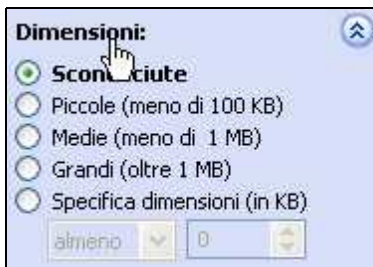 Dimensioni:
Sconosciute
Piccole (meno di 100 KB)
Medie (meno di 1 MB)
Grandi (oltre 1 MB)
Specifica dimensioni (in KB)
almeno 0